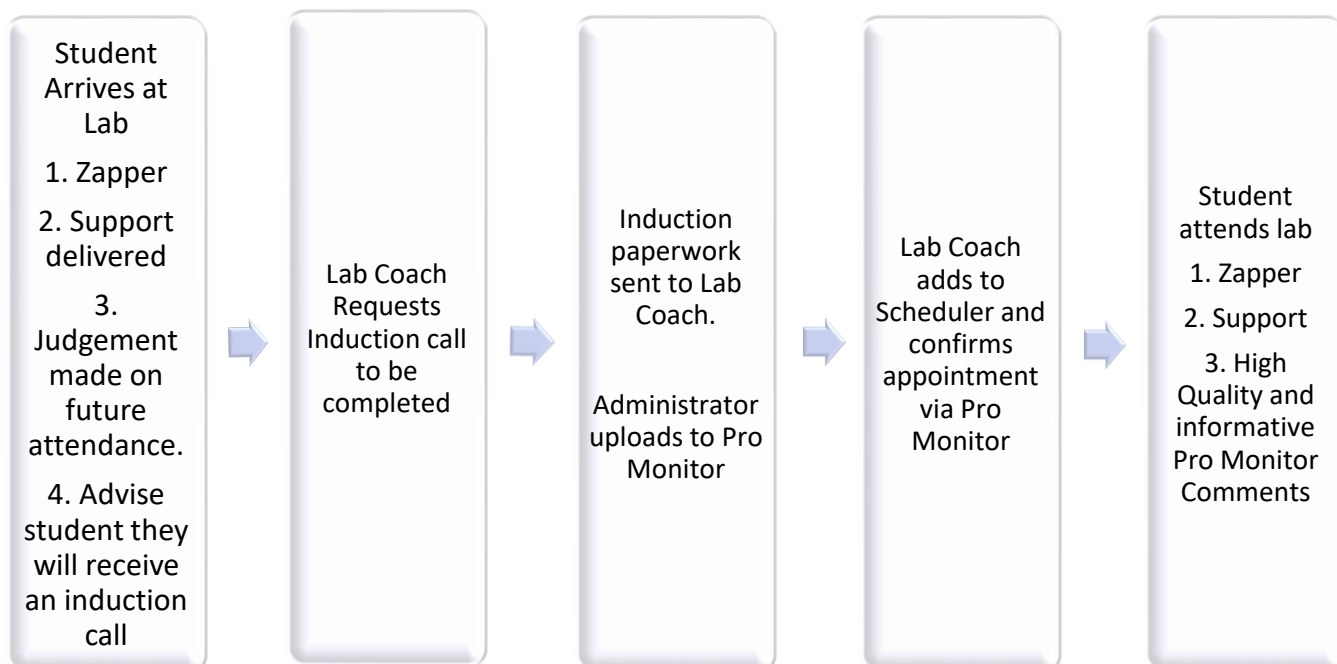 Student
Arrives at
Lab
1. Zapper
2. Support
delivered
3.
Judgement
made on
future
attendance.
4. Advise
student they
will receive
an induction
call
Lab Coach
Requests
Induction call
to be
completed
Induction
paperwork
sent to Lab
Coach.
Administrator
uploads to Pro
Monitor
Lab Coach
adds to
Scheduler and
confirms
appointment
via Pro
Monitor
Student
attends lab
1. Zapper
2. Support
3. High
Quality and
informative
Pro Monitor
Comments